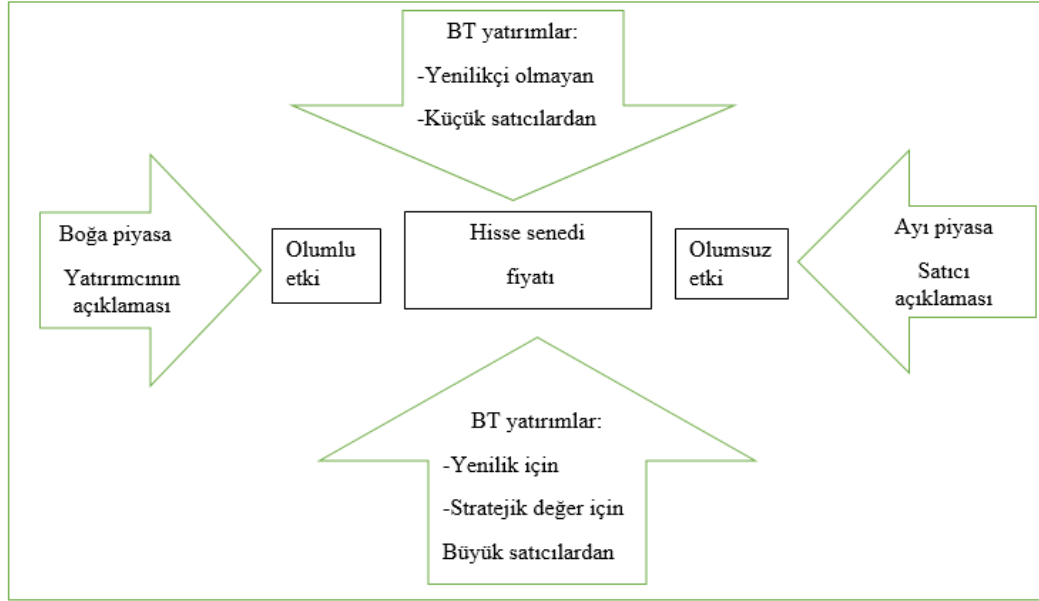 BT yatırımlar:
-Yenilikçi olmayan
-Küçük satıcılardan
Boğa piyasa
Yatırımcının
açıklaması
Olumlu
etki
Hisse senedi
fiyatı
Olumsuz
etki
Ayı piyasa
Satıcı
açıklaması
BT yatırımlar:
-Yenilik için
-Stratejik değer için
Büyük satıcılardan